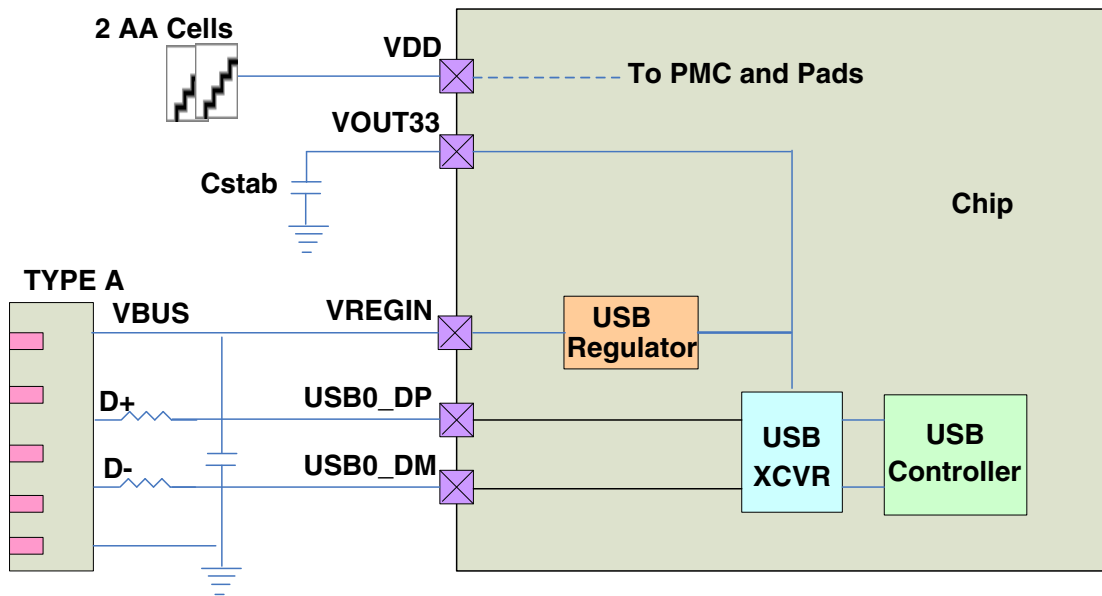 2 AA Cells
VDD
To PMC and Pads
VOUT33
Cstab
Chip
TYPE A
VBUS
VREGIN
USB
Regulator
D+
USB0_DP
D-
USB0_DM
USB
XCVR
USB
Controller